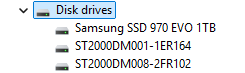 Disk drives
Samsung SSD 970 EVO 1TB
ST2000DM001-1ER164
ST2000DM008-2FR102